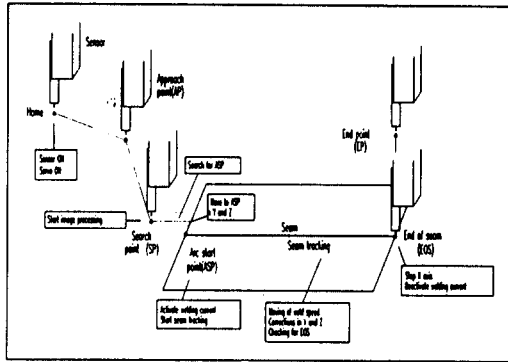 Sensor
Approach
point(AP)
Home
End point
(EP)
Sensor ON
Servo ON
Search for ASP
Move to ASP
Y and Z
Start image processing
Search
point (SP)
Seam
Seam tracking
End of seam
(EOS)
Arc start
point(ASP)
Stop X axis
Deactivate welding current
Activate welding current
Start seam tracking
Moving at weld speed
Corrections in Y and Z
Checking for EOS